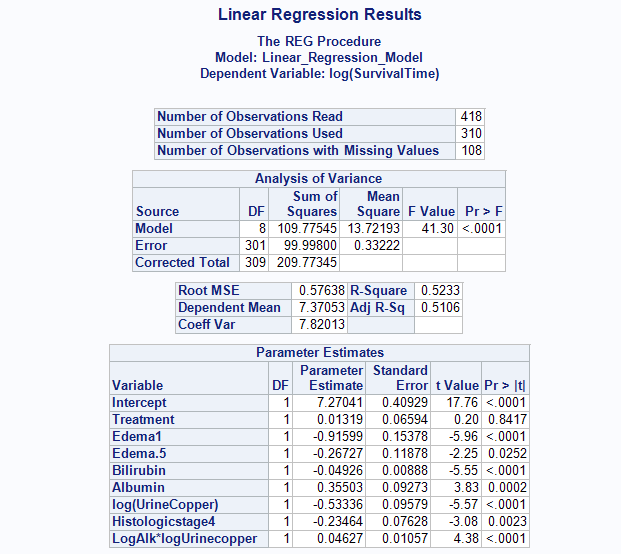 Linear Regression Results
The REG Procedure
Model: Linear_Regression_Model
Dependent Variable: log(SurvivalTime)
Number of Observations Read 418
Number of Observations Used 310
Number of Observations with Missing Values 108
Analysis of Variance
Source DF Sum of Squares Mean Square F Value Pr > F
Model 8 109.77545 13.72193 41.30 <.0001
Error 301 99.99800 0.33222
Corrected Total 309 209.77345
Root MSE 0.57638 R-Square 0.5233
Dependent Mean 7.37053 Adj R-Sq 0.5106
Coeff Var 7.82013
Parameter Estimates
Variable DF Parameter Estimate Standard Error t Value Pr > |t|
Intercept 1 7.27041 0.40929 17.76 <.0001
Treatment 1 0.01319 0.06594 0.20 0.8417
Edema1 1 -0.91599 0.15378 -5.96 <.0001
Edema.5 1 -0.26727 0.11878 -2.25 0.0252
Bilirubin 1 -0.04926 0.00888 -5.55 <.0001
Albumin 1 0.35503 0.09273 3.83 0.0002
log(UrineCopper) 1 -0.53336 0.09579 -5.57 <.0001
Histologicstage4 1 -0.23464 0.07628 -3.08 0.0023
LogAlk*logUrinecopper 1 0.04627 0.01057 4.38 <.0001